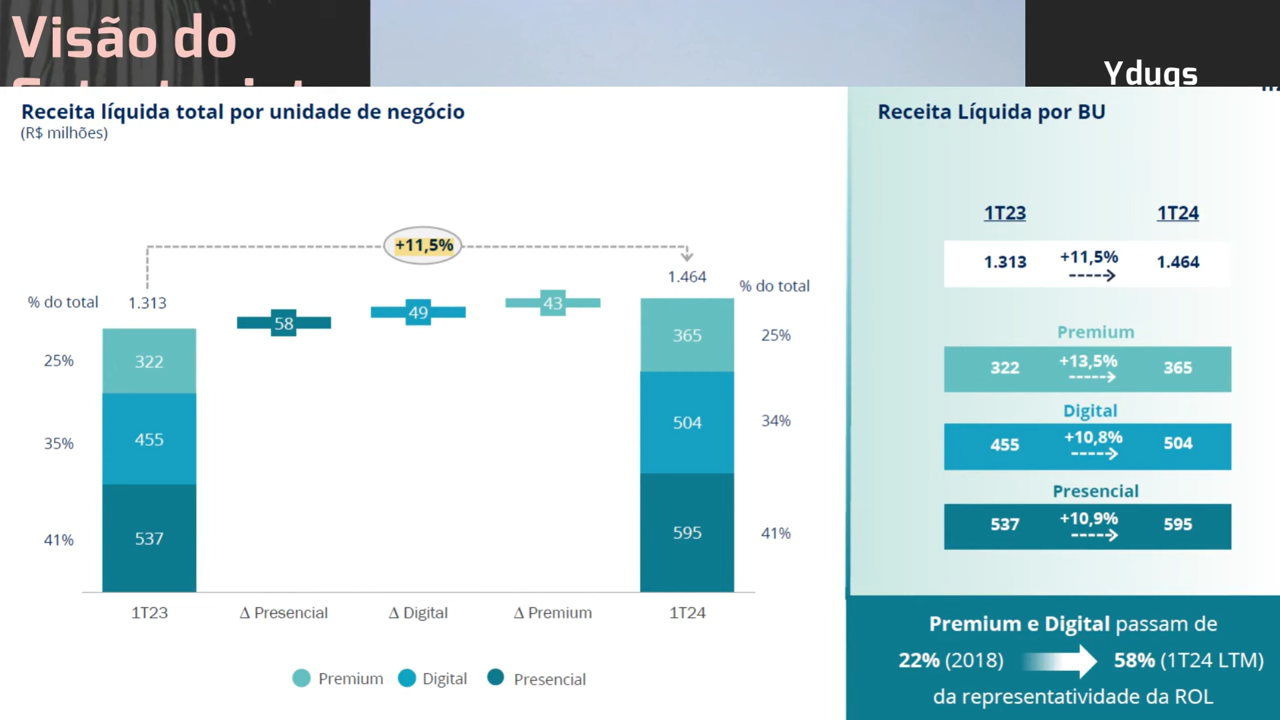 Visão do
Yduqs
Receita líquida total por unidade de negócio
(R$ milhões)
+11,5%
% do total
1.313
1.464
% do total
58
49
43
25%
322
365
25%
35%
455
504
34%
41%
537
595
41%
1T23
Δ Presencial
Δ Digital
Δ Premium
1T24
Premium
Digital
Presencial
Receita Líquida por BU
1T23
1T24
1.313
+11,5%
1.464
Premium
322
+13,5%
365
Digital
455
+10,8%
504
Presencial
537
+10,9%
595
Premium e Digital passam de
22% (2018)
58% (1T24 LTM)
da representatividade da ROL